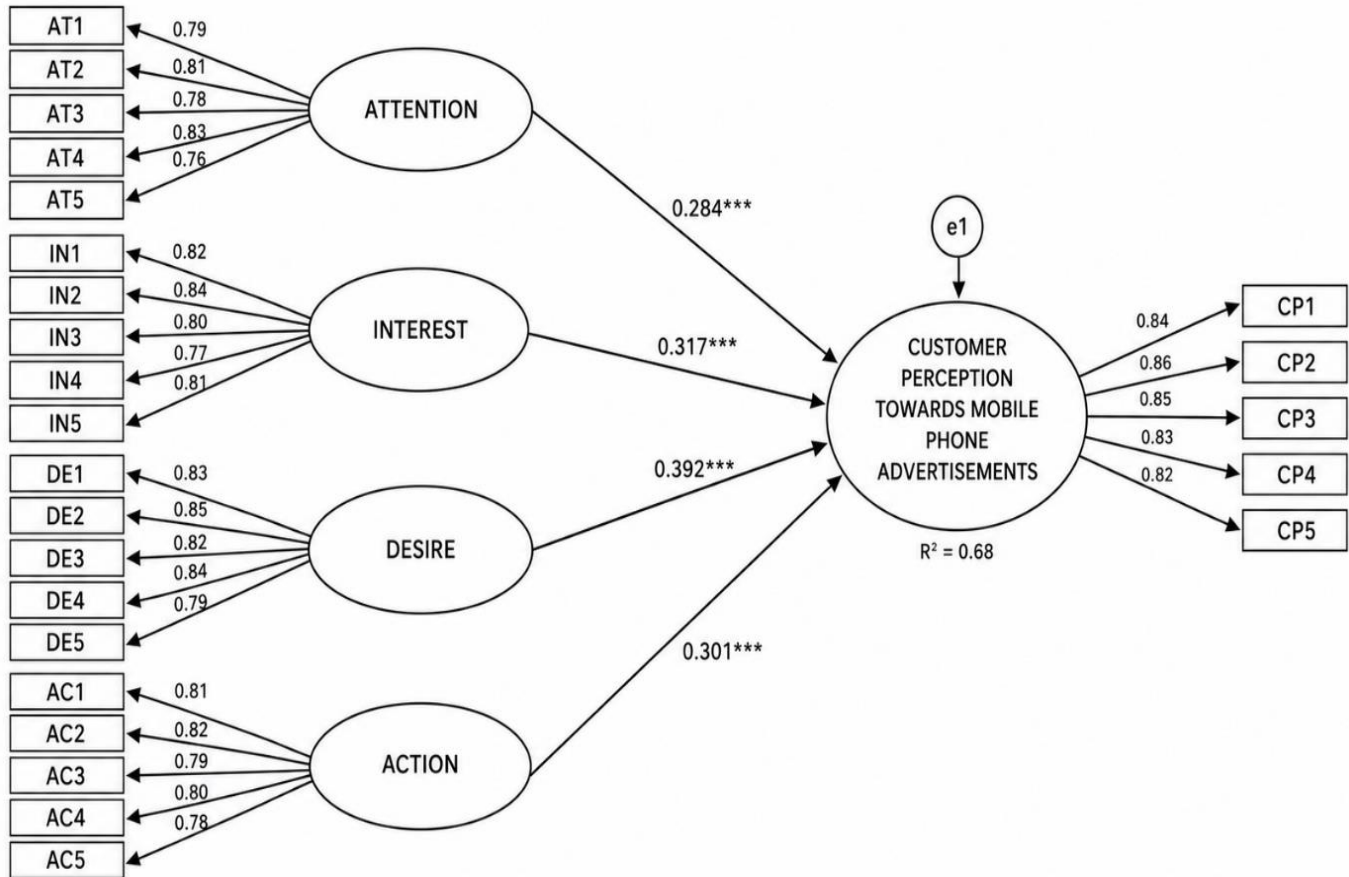 AT1
AT2
AT3
AT4
AT5
0.79
0.81
0.78
0.83
0.76
ATTENTION
0.284***
IN1
IN2
IN3
IN4
IN5
0.82
0.84
0.80
0.77
0.81
INTEREST
0.317***
DE1
DE2
DE3
DE4
DE5
0.83
0.85
0.82
0.84
0.79
DESIRE
0.392***
AC1
AC2
AC3
AC4
AC5
0.81
0.82
0.79
0.80
0.78
ACTION
0.301***
e1
CUSTOMER
PERCEPTION
TOWARDS MOBILE
PHONE
ADVERTISEMENTS
R² = 0.68
0.84
0.86
0.85
0.83
0.82
CP1
CP2
CP3
CP4
CP5